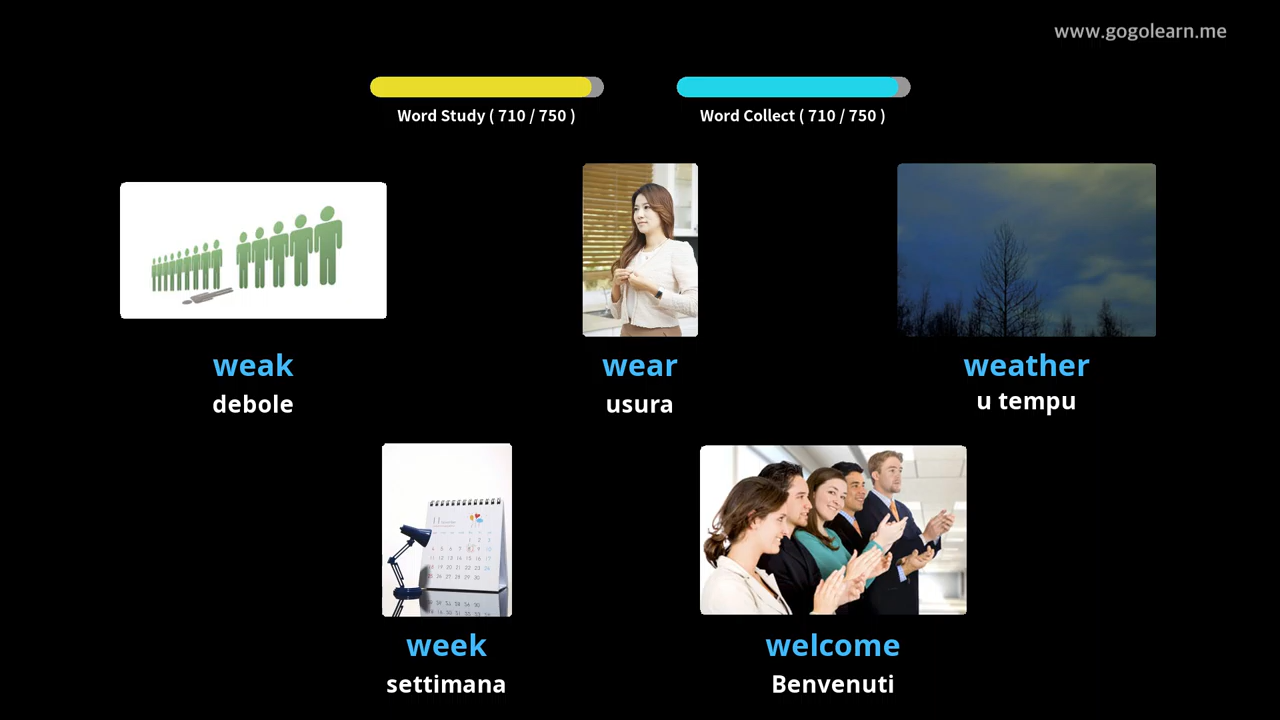 www.gogolearn.me
Word Study ( 710 / 750 )
Word Collect ( 710 / 750 )
weak
debole
wear
usura
weather
u tempu
week
settimana
welcome
Benvenuti